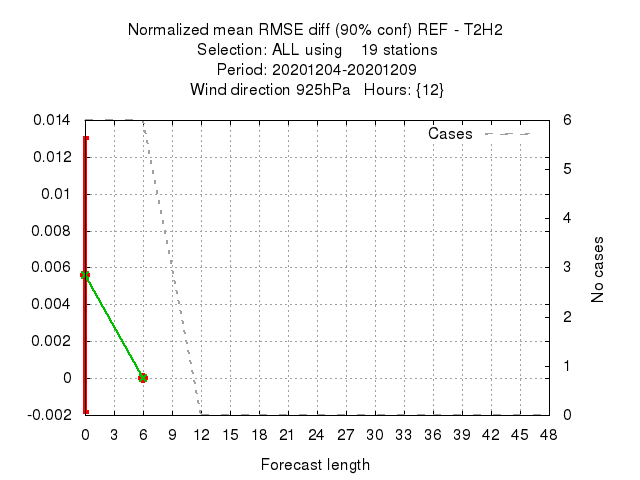 Normalized mean RMSE diff (90% conf) REF - T2H2
Selection: ALL using 19 stations
Period: 20201204-20201209
Wind direction 925hPa Hours: {12}
Cases
0.014
0.012
0.01
0.008
0.006
0.004
0.002
0
-0.002
6
5
4
3
2
1
0
No cases
0 3 6 9 12 15 18 21 24 27 30 33 36 39 42 45 48
Forecast length